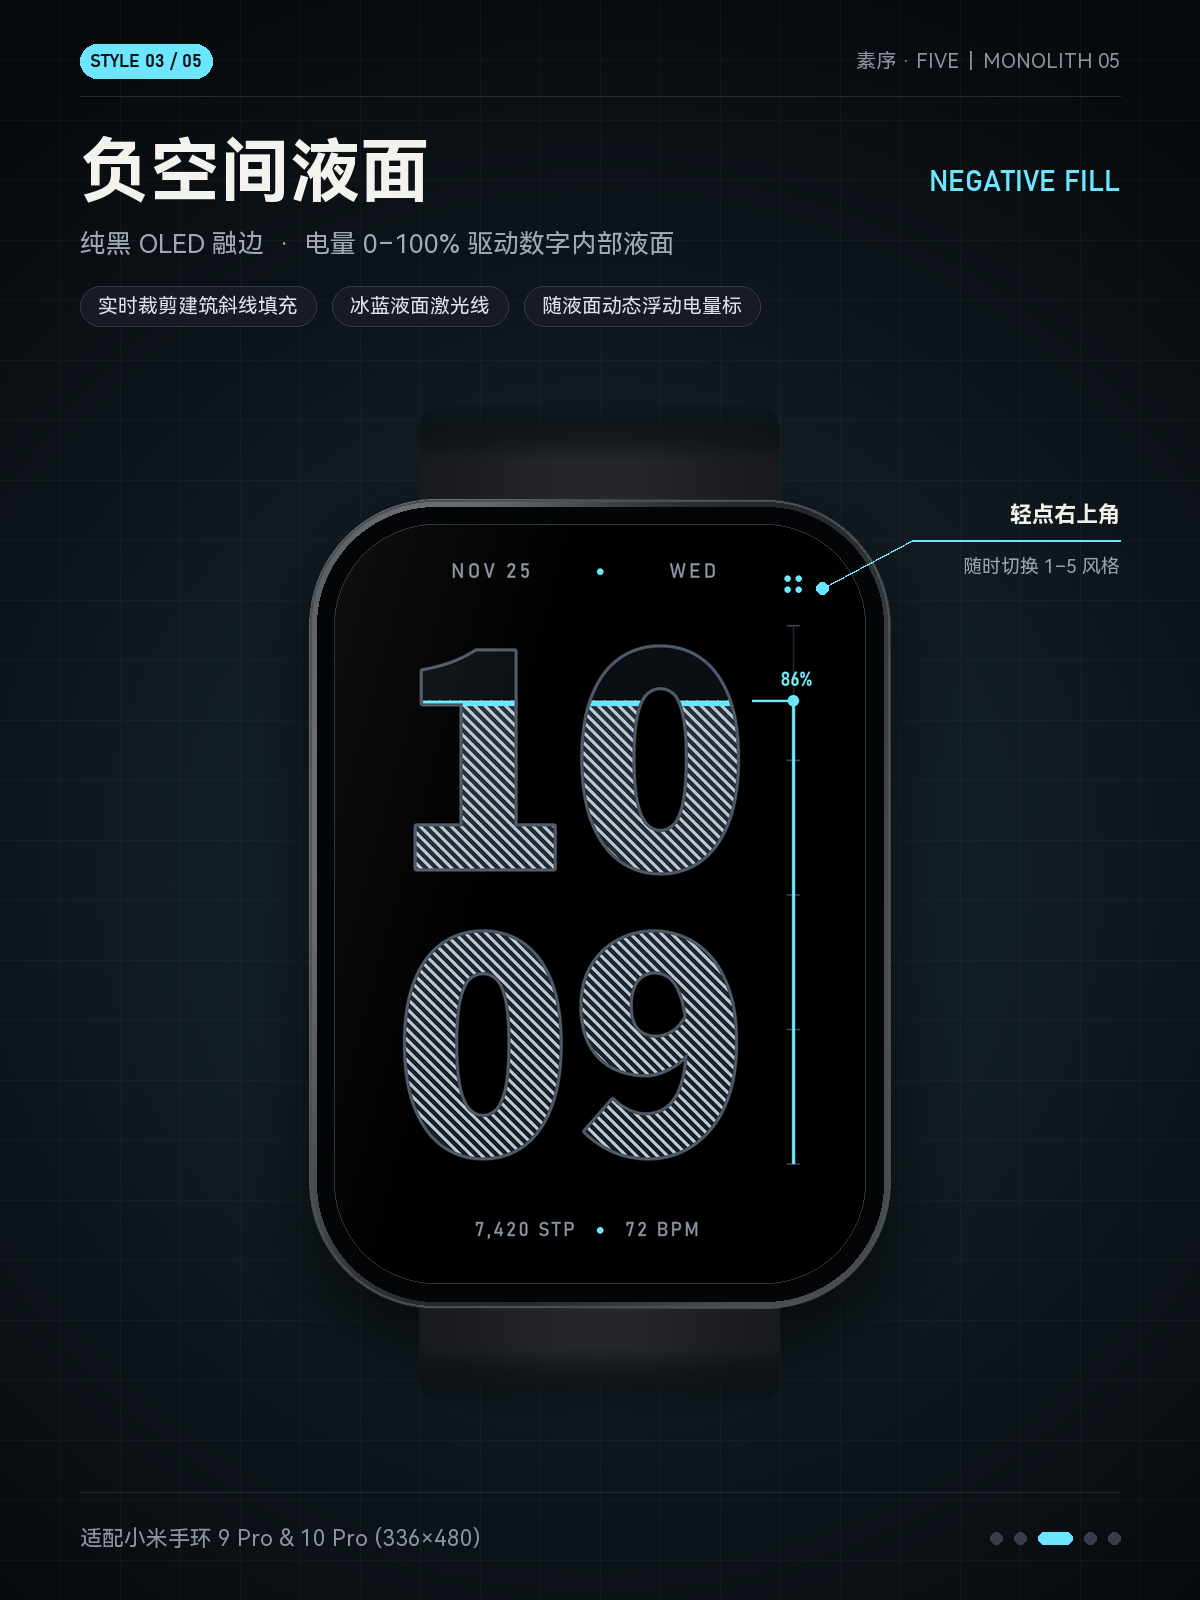 STYLE 03 / 05
素序 · FIVE | MONOLITH 05
负空间液面
NEGATIVE FILL
纯黑 OLED 融边 · 电量 0–100% 驱动数字内部液面
实时裁剪建筑斜线填充
冰蓝液面激光线
随液面动态浮动电量标
轻点右上角
随时切换 1–5 风格
NOV 25 • WED
86%
10
09
7,420 STP • 72 BPM
适配小米手环 9 Pro & 10 Pro (336×480)